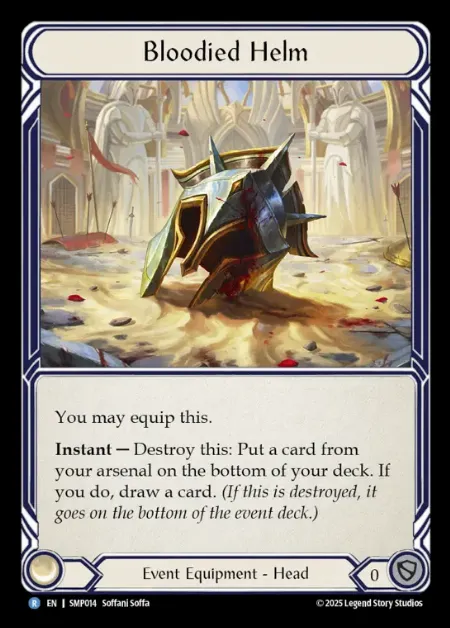 Bloodied Helm
You may equip this.
Instant — Destroy this: Put a card from
your arsenal on the bottom of your deck. If
you do, draw a card. (If this is destroyed, it
goes on the bottom of the event deck.)
Event Equipment - Head
0
R EN | SMP014 Soffani Soffa
© 2025 Legend Story Studios